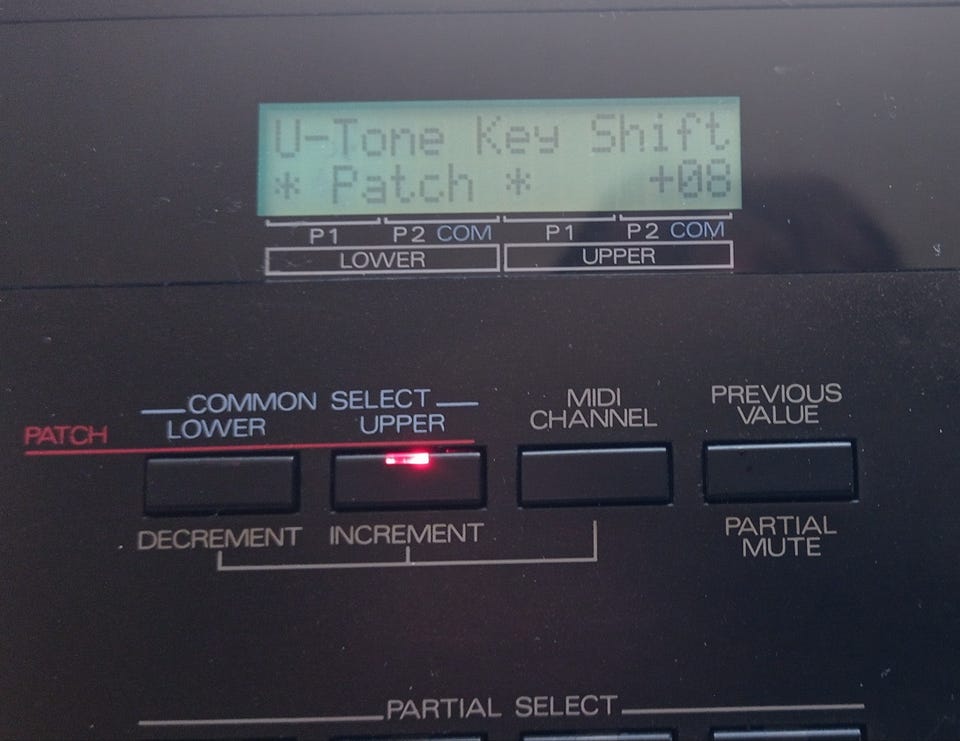 U-Tone Key Shift
* Patch * +08
P1 P2 COM P1 P2 COM
LOWER UPPER
COMMON SELECT
PATCH LOWER UPPER
MIDI CHANNEL
PREVIOUS VALUE
DECREMENT INCREMENT
PARTIAL MUTE
PARTIAL SELECT